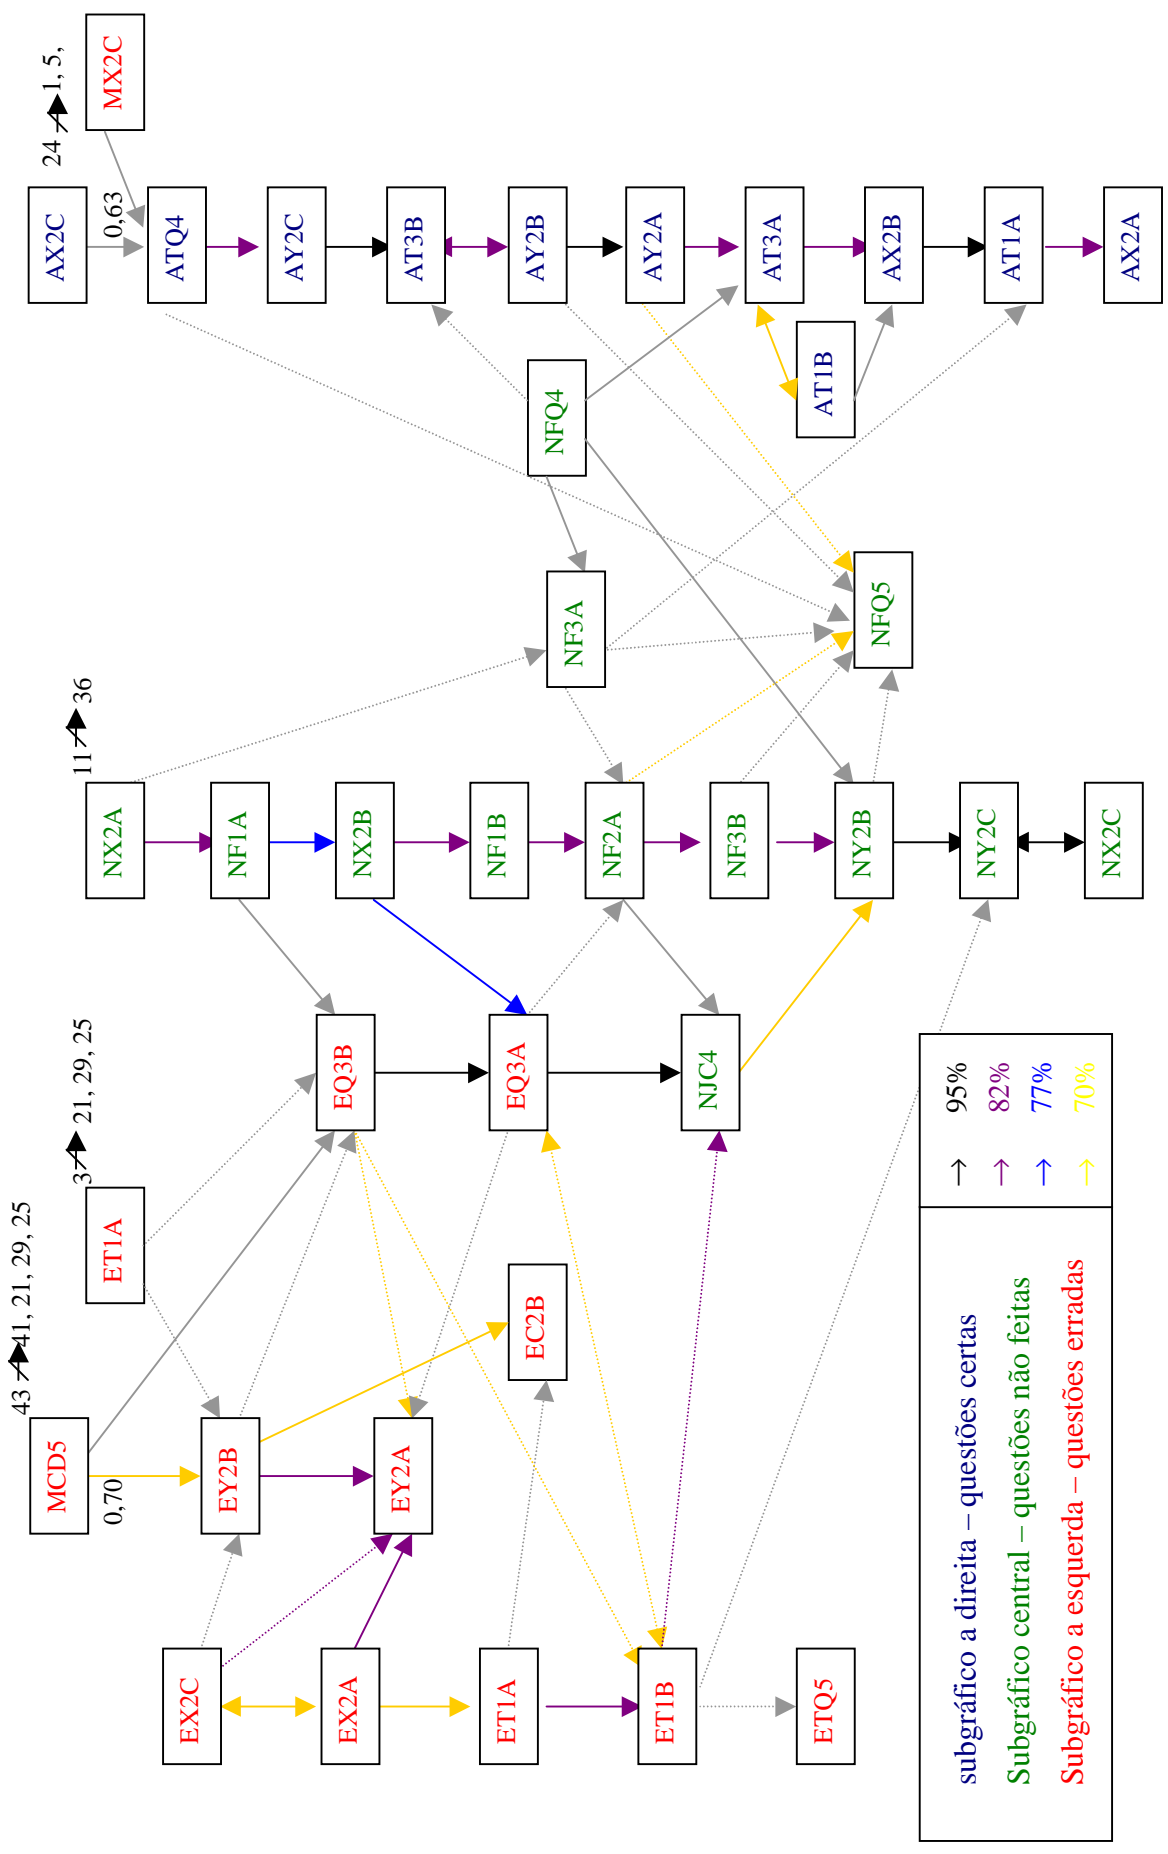 24 1, 5,
MX2C
AX2C
0,63
ATQ4
AY2C
AT3B
AY2B
AY2A
AT3A
AX2B
AT1A
AX2A
AT1B
NFQ4
NF3A
NFQ5
11 36
NX2A
NF1A
NX2B
NF1B
NF2A
NF3B
NY2B
NY2C
NX2C
3 21, 29, 25
EQ3B
EQ3A
NJC4
43 41, 21, 29, 25
ET1A
EC2B
MCD5
0,70
EY2B
EY2A
EX2C
EX2A
ET1A
ET1B
ETQ5
subgráfico a direita – questões certas
Subgráfico central – questões não feitas
Subgráfico a esquerda – questões erradas
→ 95%
→ 82%
→ 77%
→ 70%